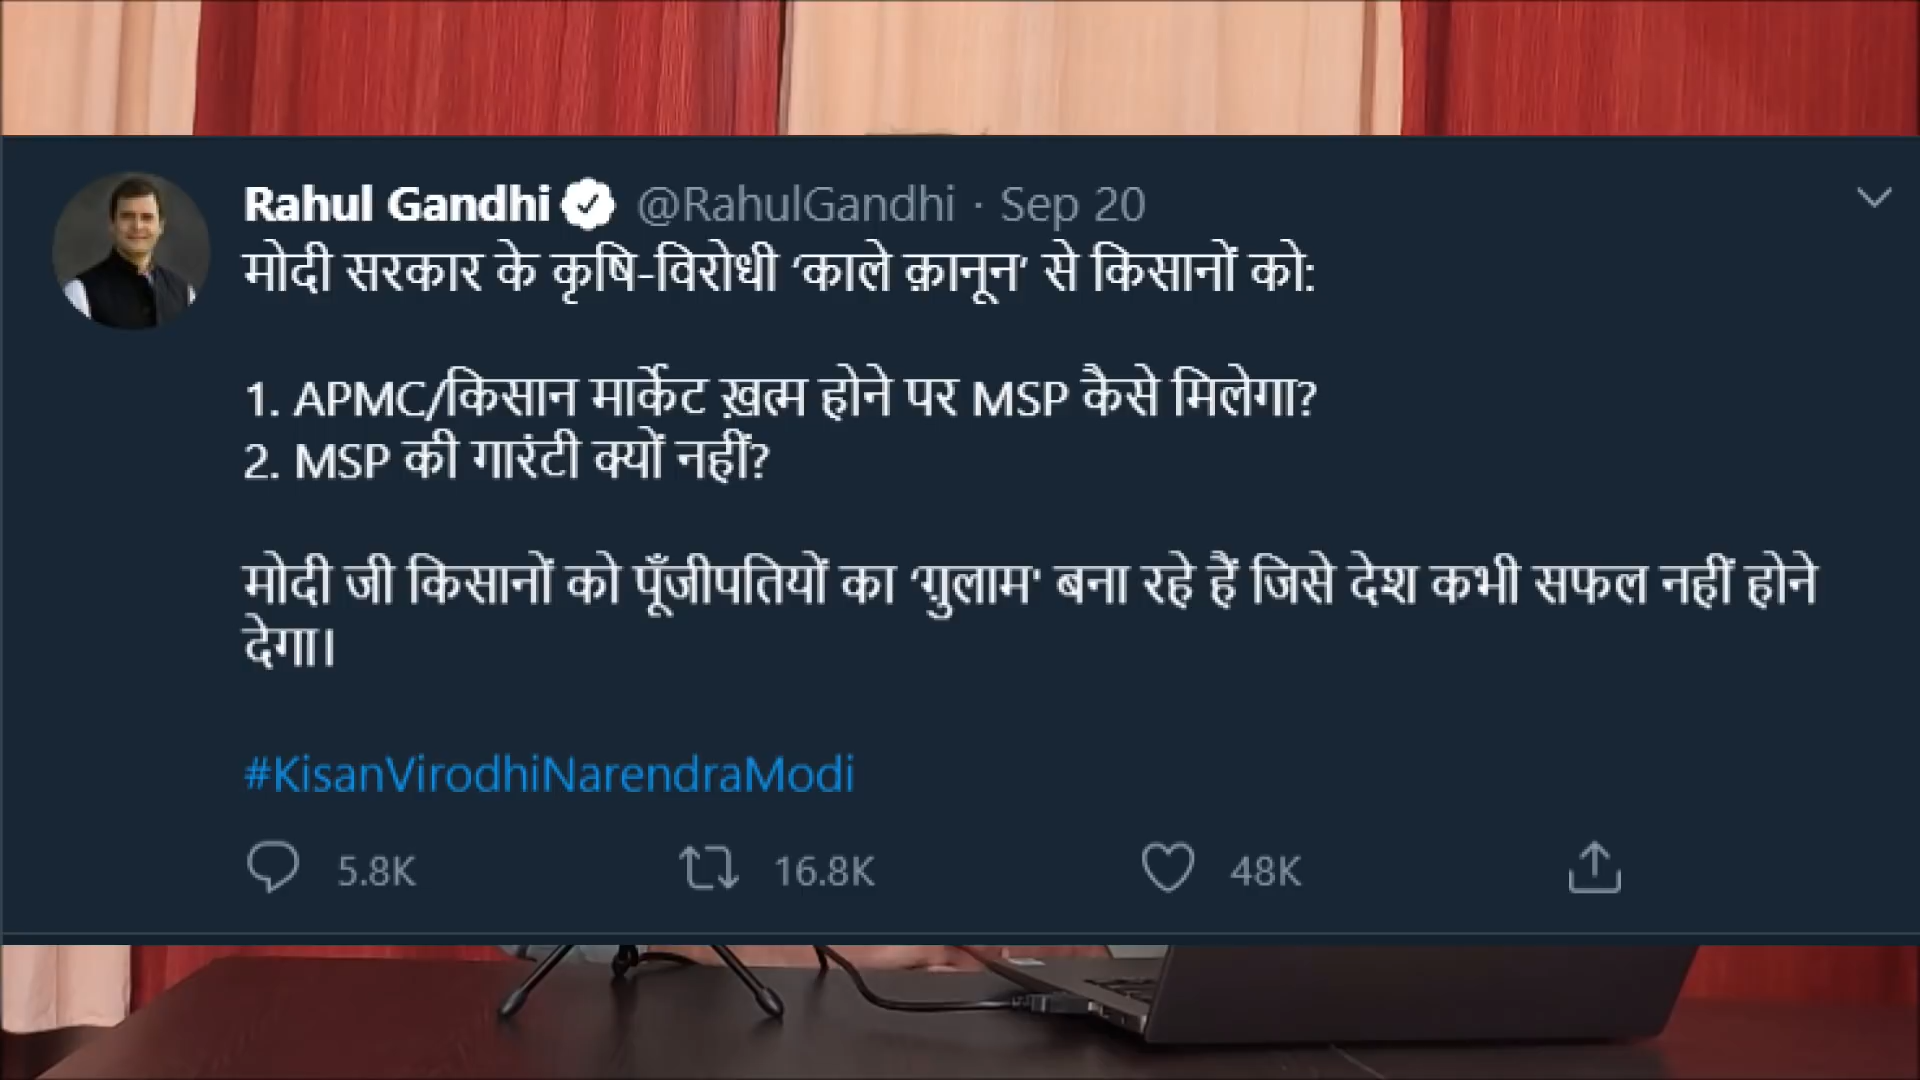 Rahul Gandhi @RahulGandhi · Sep 20
मोदी सरकार के कृषि-विरोधी ‘काले क़ानून’ से किसानों को:
1. APMC/किसान मार्केट ख़त्म होने पर MSP कैसे मिलेगा?
2. MSP की गारंटी क्यों नहीं?
मोदी जी किसानों को पूँजीपतियों का ‘ग़ुलाम' बना रहे हैं जिसे देश कभी सफल नहीं होने
देगा।
#KisanVirodhiNarendraModi
5.8K 16.8K 48K